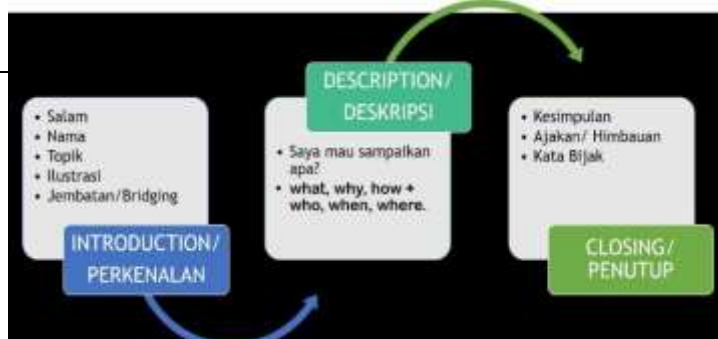 • Salam
• Nama
• Topik
• Ilustrasi
• Jembatan/Bridging
INTRODUCTION/
PERKENALAN
DESCRIPTION/
DESKRIPSI
• Saya mau sampaikan
apa?
• what, why, how +
who, when, where.
• Kesimpulan
• Ajakan/ Himbauan
• Kata Bijak
CLOSING/
PENUTUP